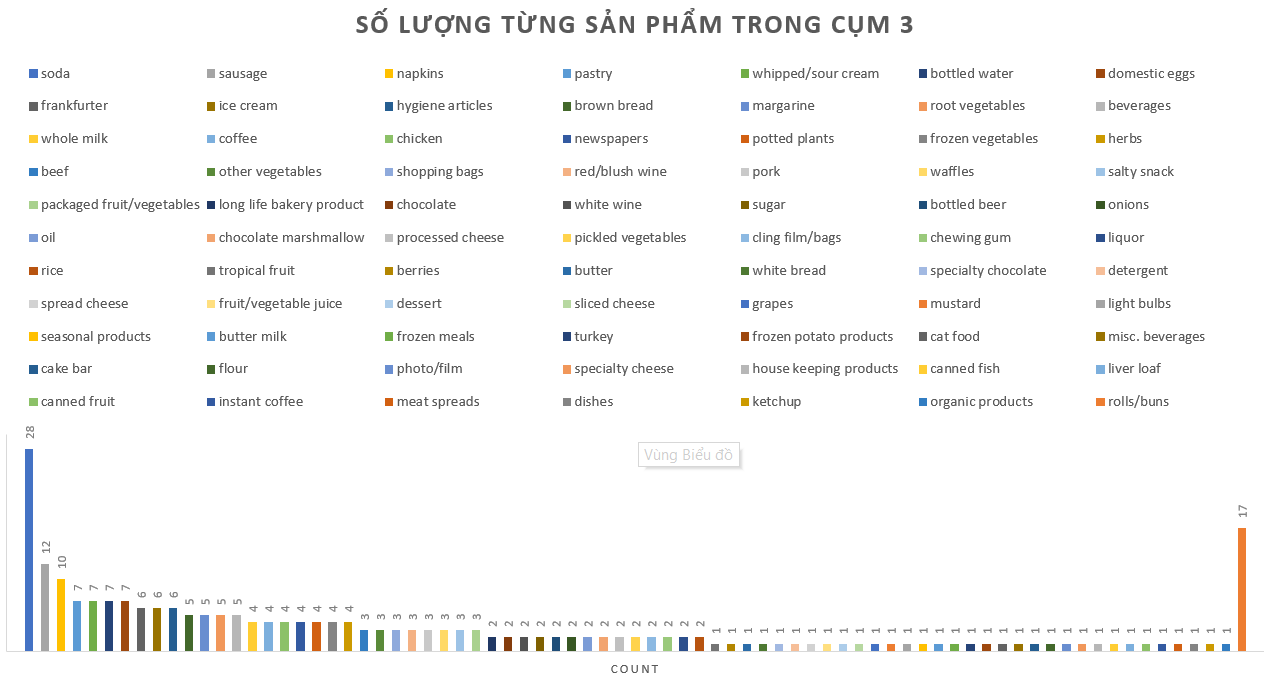 SỐ LƯỢNG TỪNG SẢN PHẨM TRONG CỤM 3
soda sausage napkins pastry whipped/sour cream bottled water domestic eggs
frankfurter ice cream hygiene articles brown bread margarine root vegetables beverages
whole milk coffee chicken newspapers potted plants frozen vegetables herbs
beef other vegetables shopping bags red/blush wine pork waffles salty snack
packaged fruit/vegetables long life bakery product chocolate white wine sugar bottled beer onions
oil chocolate marshmallow processed cheese pickled vegetables cling film/bags chewing gum liquor
rice tropical fruit berries butter white bread specialty chocolate detergent
spread cheese fruit/vegetable juice dessert sliced cheese grapes mustard light bulbs
seasonal products butter milk frozen meals turkey frozen potato products cat food misc. beverages
cake bar flour photo/film specialty cheese house keeping products canned fish liver loaf
canned fruit instant coffee meat spreads dishes ketchup organic products rolls/buns
Vùng Biểu đồ
28 12 10 7 7 7 7 6 6 6 5 5 5 5 4 4 4 4 4 4 4 3 3 3 3 3 3 3 3 2 2 2 2 2 2 2 2 2 2 2 2 2 2 1 1 1 1 1 1 1 1 1 1 1 1 1 1 1 1 1 1 1 1 1 1 1 1 1 1 1 1 1 1 1 1 17
COUNT